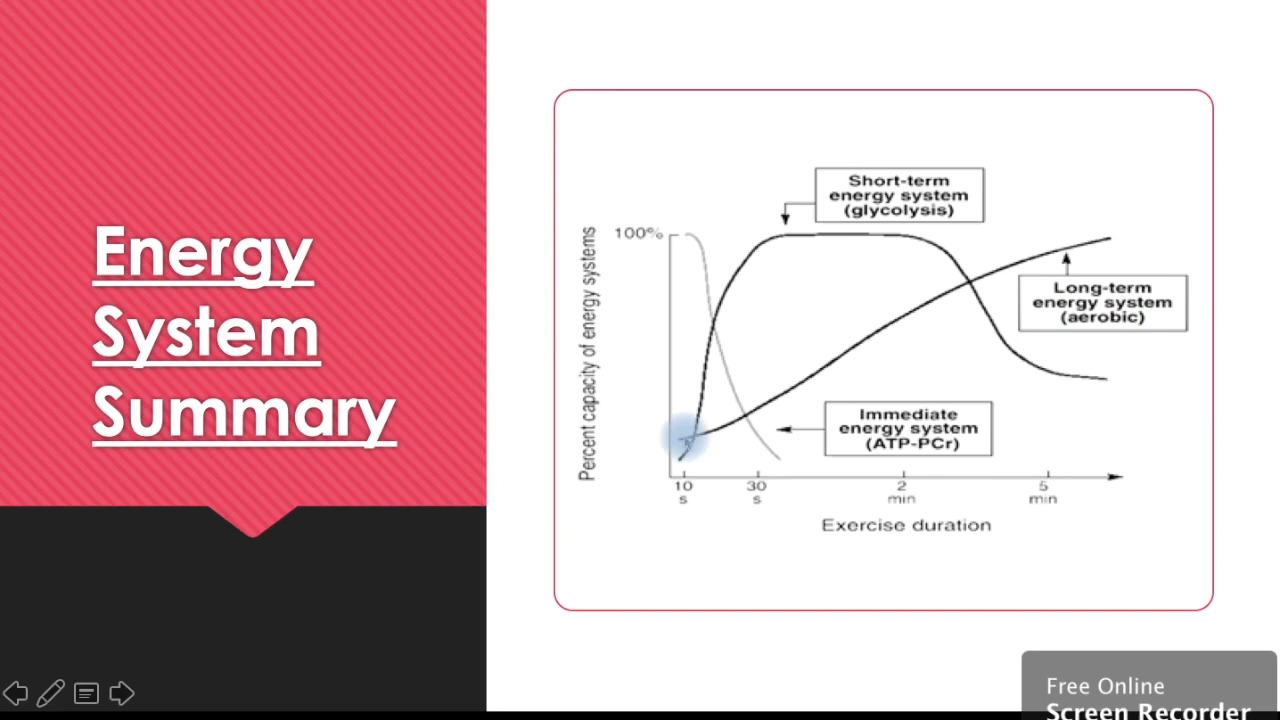 Energy
System
Summary
Short-term
energy system
(glycolysis)
100%
Percent capacity of energy systems
Long-term
energy system
(aerobic)
Immediate
energy system
(ATP-PCr)
10 30 2 5
s s min min
Exercise duration
Free Online
Screen Recorder